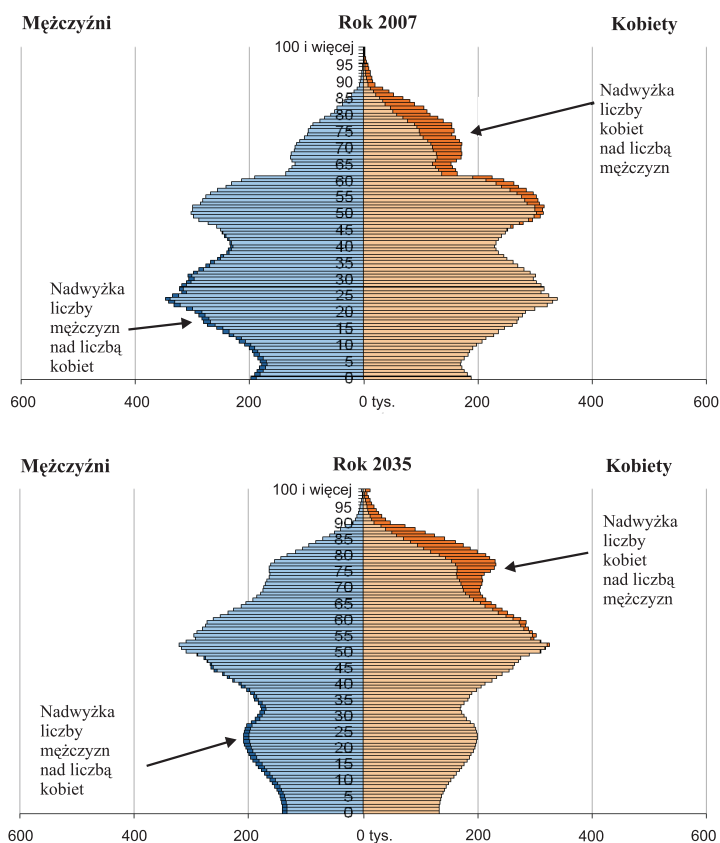 Mężczyźni
Rok 2007
Kobiety
100 i więcej
95
90
85
80
75
70
65
60
55
50
45
40
35
30
25
20
15
10
5
0
Nadwyżka
liczby
kobiet
nad liczbą
mężczyzn
Nadwyżka
liczby
mężczyzn
nad liczbą
kobiet
600 400 200 0 tys. 200 400 600
Mężczyźni
Rok 2035
Kobiety
100 i więcej
95
90
85
80
75
70
65
60
55
50
45
40
35
30
25
20
15
10
5
0
Nadwyżka
liczby
kobiet
nad liczbą
mężczyzn
Nadwyżka
liczby
mężczyzn
nad liczbą
kobiet
600 400 200 0 tys. 200 400 600